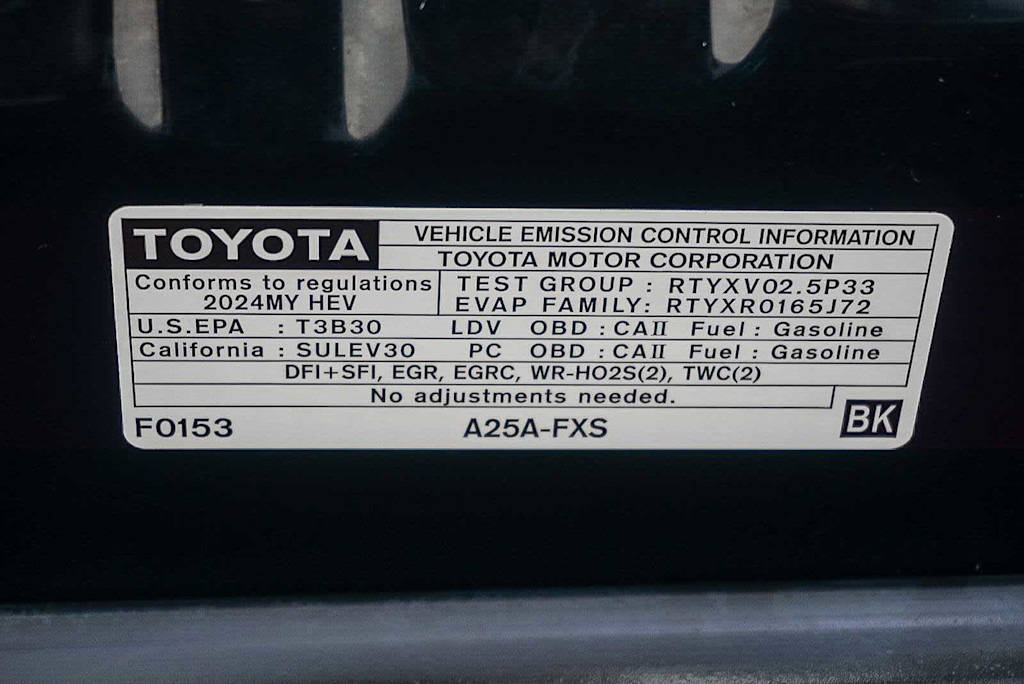 TOYOTA VEHICLE EMISSION CONTROL INFORMATION
TOYOTA MOTOR CORPORATION
Conforms to regulations
2024MY HEV
TEST GROUP : RTYXV02.5P33
EVAP FAMILY: RTYXR0165J72
U.S.EPA : T3B30 LDV OBD : CAII Fuel : Gasoline
California : SULEV30 PC OBD : CAII Fuel : Gasoline
DFI+SFI, EGR, EGRC, WR-HO2S(2), TWC(2)
No adjustments needed.
F0153 A25A-FXS BK